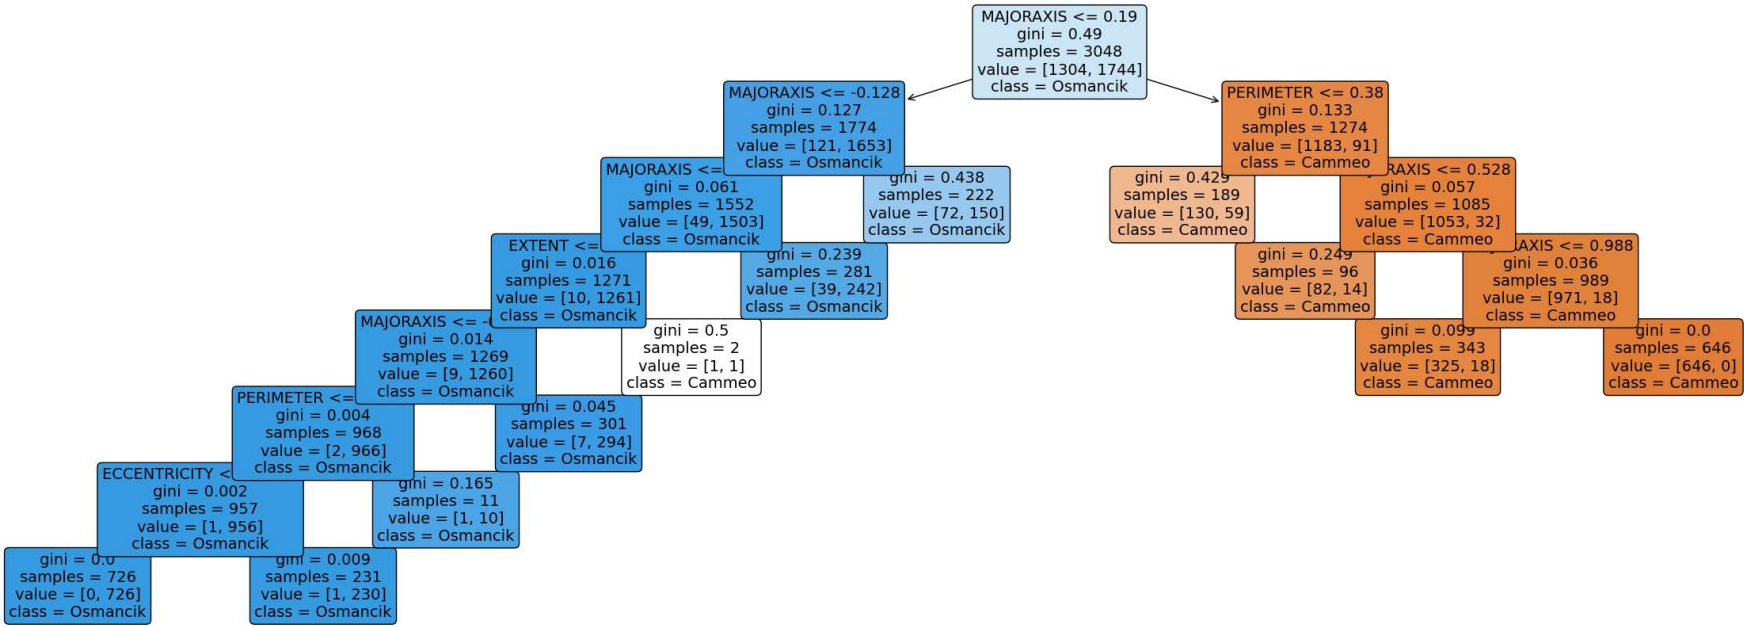 MAJORAXIS <= 0.19
gini = 0.49
samples = 3048
value = [1304, 1744]
class = Osmancik
MAJORAXIS <= -0.128
gini = 0.127
samples = 1774
value = [121, 1653]
class = Osmancik
PERIMETER <= 0.38
gini = 0.133
samples = 1274
value = [1183, 91]
class = Cammeo
MAJORAXIS <=
gini = 0.061
samples = 1552
value = [49, 1503]
class = Osmancik
gini = 0.438
samples = 222
value = [72, 150]
class = Osmancik
gini = 0.429
samples = 189
value = [130, 59]
class = Cammeo
<= 0.528
gini = 0.057
samples = 1085
value = [1053, 32]
class = Cammeo
EXTENT <=
gini = 0.016
samples = 1271
value = [10, 1261]
class = Osmancik
gini = 0.239
samples = 281
value = [39, 242]
class = Osmancik
gini = 0.249
samples = 96
value = [82, 14]
class = Cammeo
<= 0.988
gini = 0.036
samples = 989
value = [971, 18]
class = Cammeo
MAJORAXIS <=
gini = 0.014
samples = 1269
value = [9, 1260]
class = Osmancik
gini = 0.5
samples = 2
value = [1, 1]
class = Cammeo
gini = 0.099
samples = 343
value = [325, 18]
class = Cammeo
gini = 0.0
samples = 646
value = [646, 0]
class = Cammeo
PERIMETER <=
gini = 0.004
samples = 968
value = [2, 966]
class = Osmancik
gini = 0.045
samples = 301
value = [7, 294]
class = Osmancik
ECCENTRICITY <
gini = 0.002
samples = 957
value = [1, 956]
class = Osmancik
gini = 0.165
samples = 11
value = [1, 10]
class = Osmancik
gini = 0.0
samples = 726
value = [0, 726]
class = Osmancik
gini = 0.009
samples = 231
value = [1, 230]
class = Osmancik